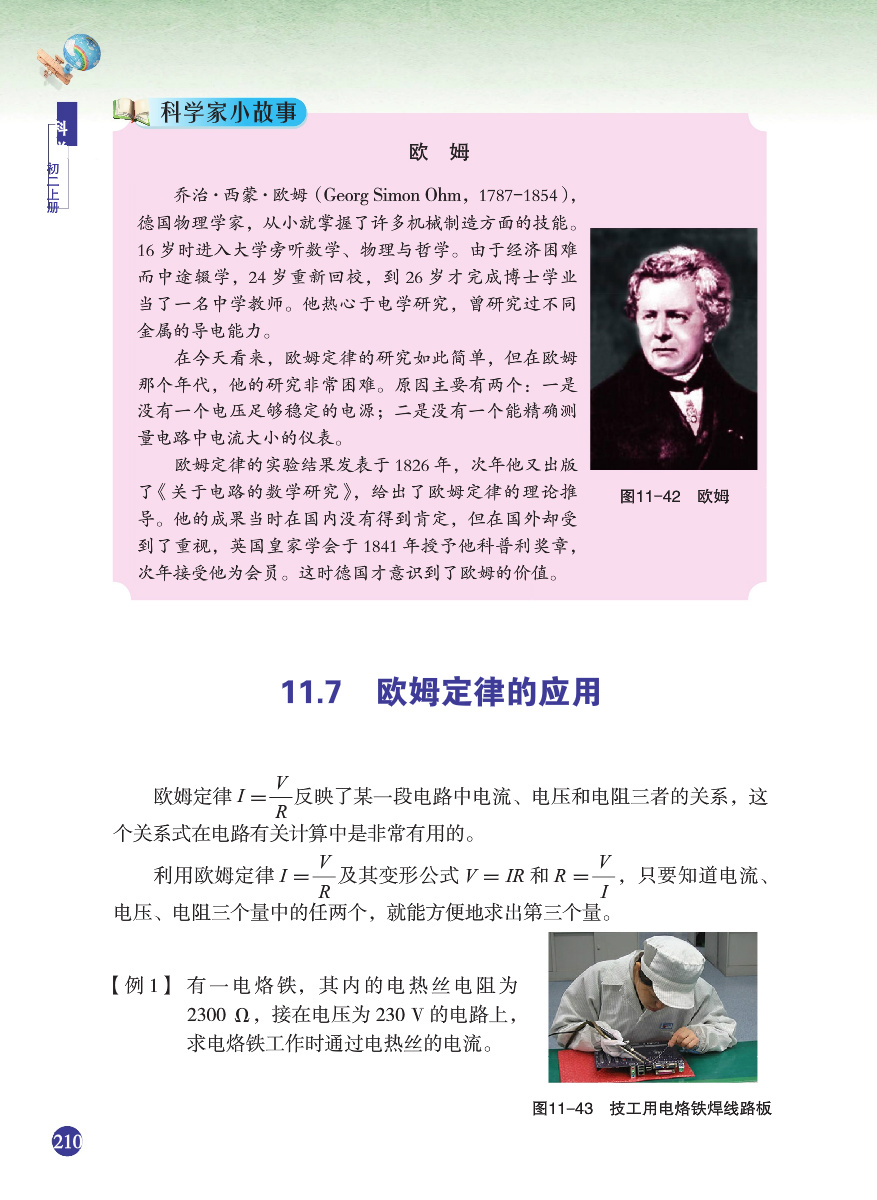 科学家小故事
科
初二上册
欧 姆
乔治·西蒙·欧姆（Georg Simon Ohm，1787-1854），
德国物理学家，从小就掌握了许多机械制造方面的技能。
16 岁时进入大学旁听数学、物理与哲学。由于经济困难
而中途辍学，24 岁重新回校，到 26 岁才完成博士学业
当了一名中学教师。他热心于电学研究，曾研究过不同
金属的导电能力。
在今天看来，欧姆定律的研究如此简单，但在欧姆
那个年代，他的研究非常困难。原因主要有两个：一是
没有一个电压足够稳定的电源；二是没有一个能精确测
量电路中电流大小的仪表。
欧姆定律的实验结果发表于 1826 年，次年他又出版
了《关于电路的数学研究》，给出了欧姆定律的理论推
导。他的成果当时在国内没有得到肯定，但在国外却受
到了重视，英国皇家学会于 1841 年授予他科普利奖章，
次年接受他为会员。这时德国才意识到了欧姆的价值。
图11-42 欧姆
11.7 欧姆定律的应用
欧姆定律 I = V/R 反映了某一段电路中电流、电压和电阻三者的关系，这
个关系式在电路有关计算中是非常有用的。
利用欧姆定律 I = V/R 及其变形公式 V = IR 和 R = V/I ，只要知道电流、
电压、电阻三个量中的任两个，就能方便地求出第三个量。
【例 1】 有一电烙铁，其内的电热丝电阻为
2300 Ω，接在电压为 230 V 的电路上，
求电烙铁工作时通过电热丝的电流。
图11-43 技工用电烙铁焊线路板
210